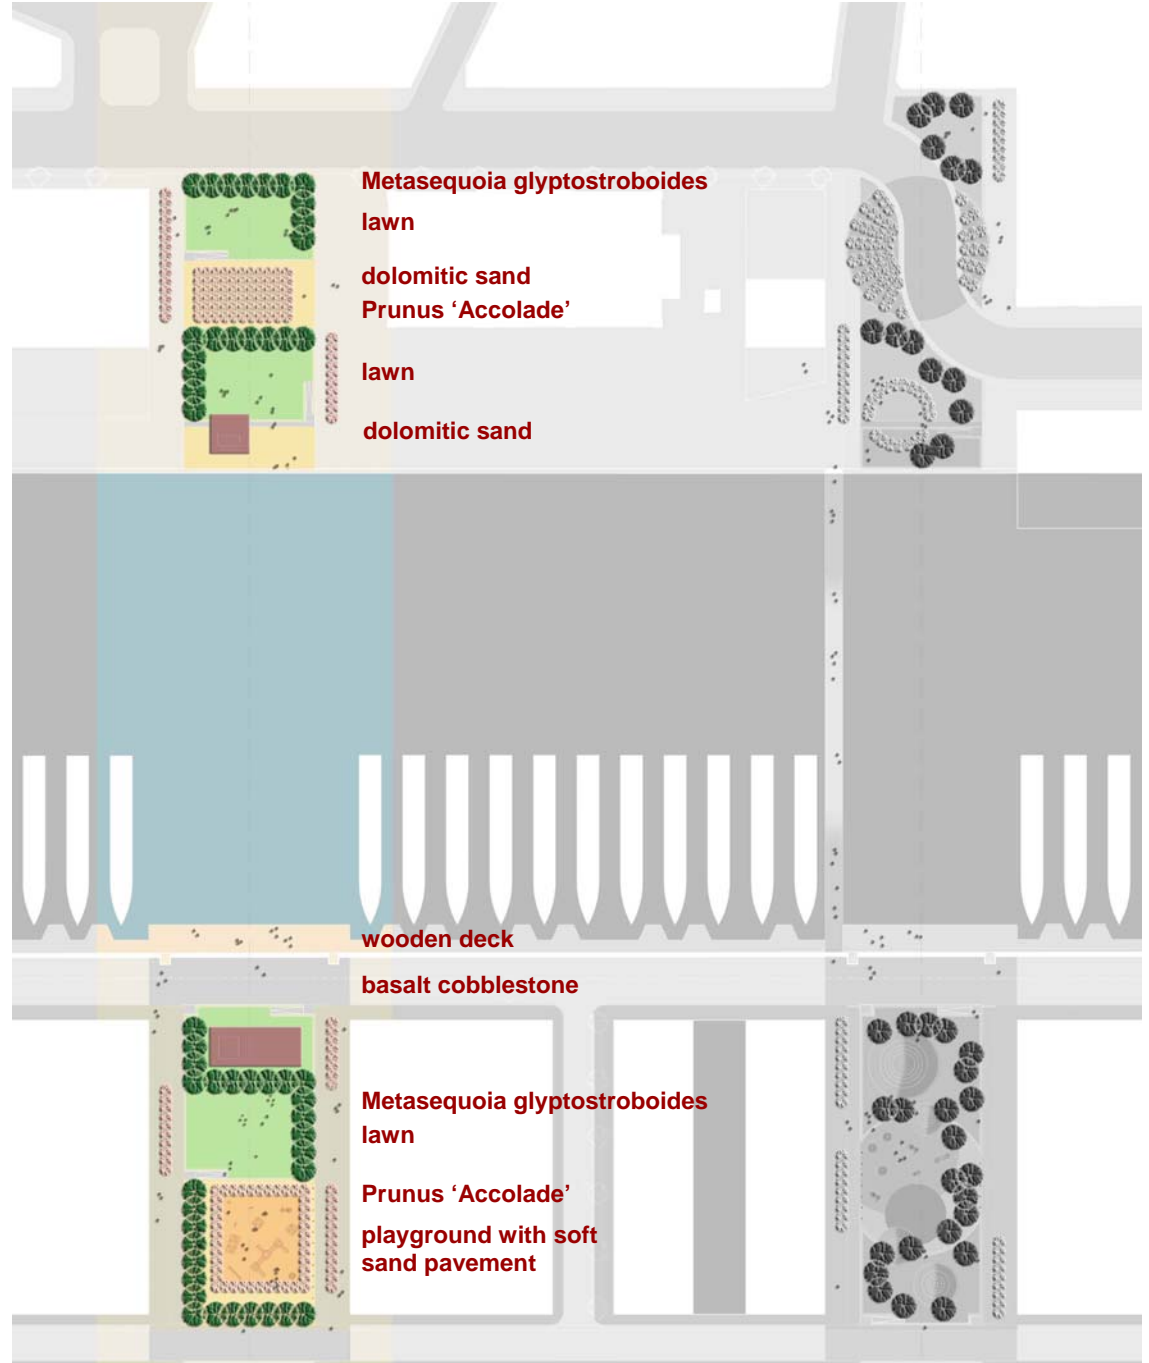 Metasequoia glyptostroboides
lawn
dolomitic sand
Prunus ‘Accolade’
lawn
dolomitic sand
wooden deck
basalt cobblestone
Metasequoia glyptostroboides
lawn
Prunus ‘Accolade’
playground with soft
sand pavement